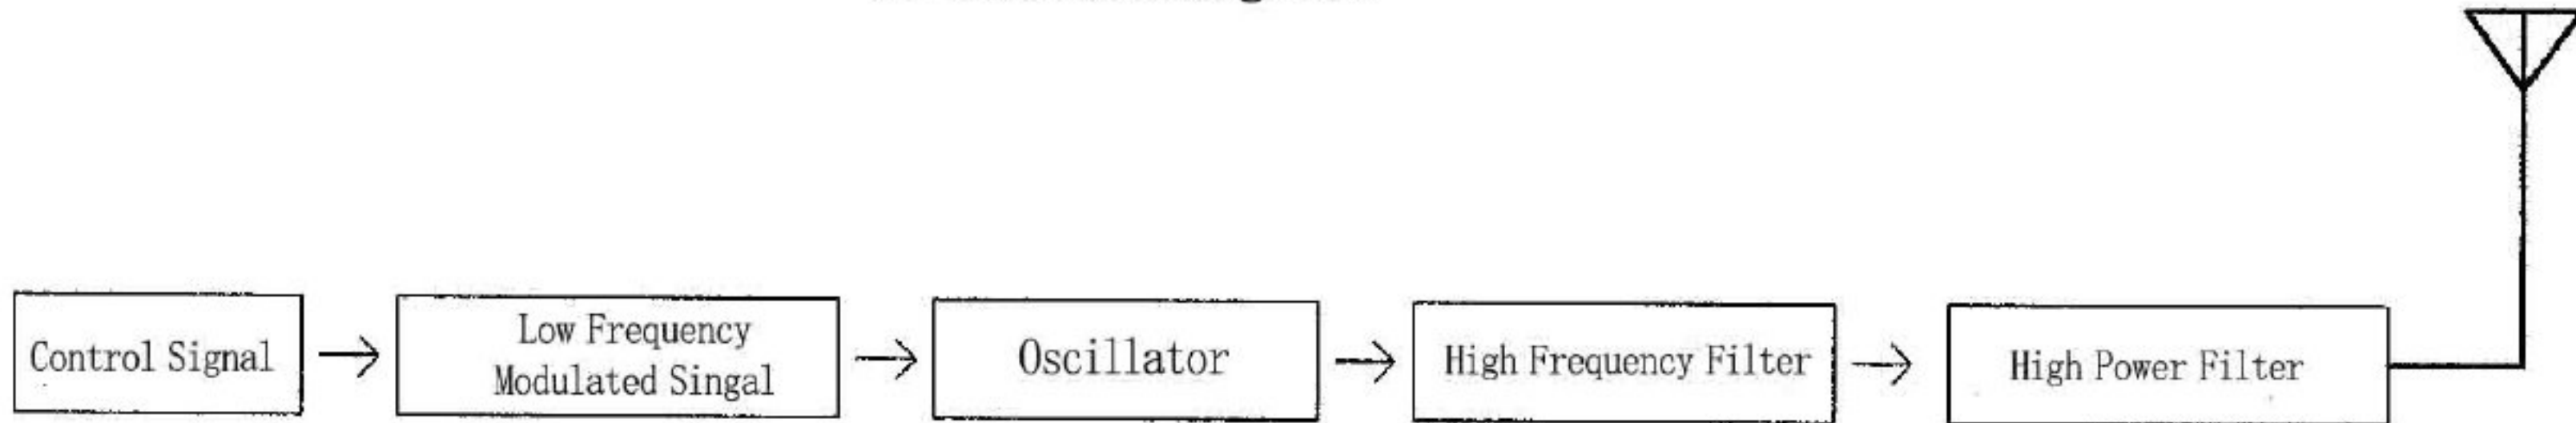 Control Signal
Low Frequency
Modulated Singal
Oscillator
High Frequency Filter
High Power Filter